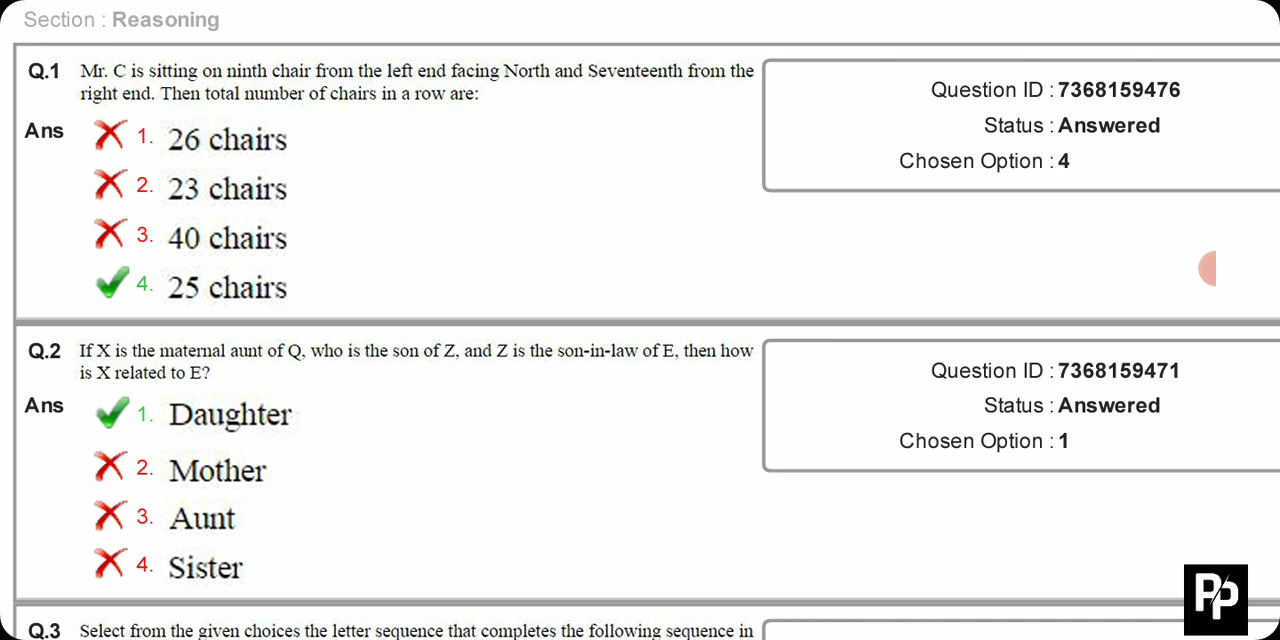 Section : Reasoning
Q.1 Mr. C is sitting on ninth chair from the left end facing North and Seventeenth from the
right end. Then total number of chairs in a row are:
Ans 1. 26 chairs
2. 23 chairs
3. 40 chairs
4. 25 chairs
Question ID : 7368159476
Status : Answered
Chosen Option : 4
Q.2 If X is the maternal aunt of Q, who is the son of Z, and Z is the son-in-law of E, then how
is X related to E?
Ans 1. Daughter
2. Mother
3. Aunt
4. Sister
Question ID : 7368159471
Status : Answered
Chosen Option : 1
Q.3 Select from the given choices the letter sequence that completes the following sequence in
Pp